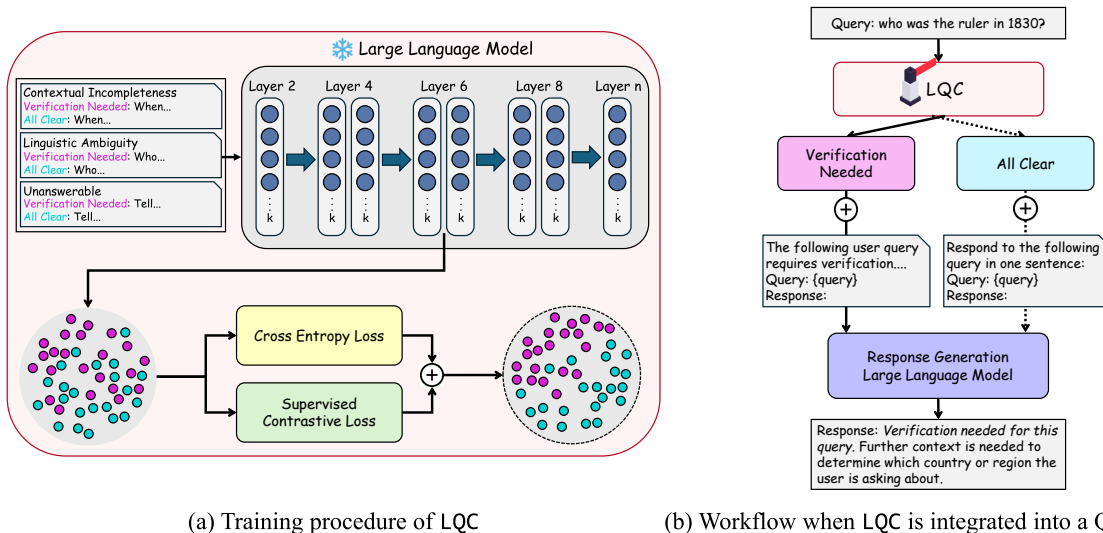 Large Language Model
Contextual Incompleteness
Verification Needed: When...
All Clear: When...
Linguistic Ambiguity
Verification Needed: Who...
All Clear: Who...
Unanswerable
Verification Needed: Tell...
All Clear: Tell...
Layer 2
Layer 4
Layer 6
Layer 8
Layer n
k
k
k
k
k
k
k
k
Cross Entropy Loss
Supervised
Contrastive Loss
(a) Training procedure of LQC
Query: who was the ruler in 1830?
LQC
Verification
Needed
All Clear
The following user query
requires verification....
Query: {query}
Response:
Respond to the following
query in one sentence:
Query: {query}
Response:
Response Generation
Large Language Model
Response: Verification needed for this
query. Further context is needed to
determine which country or region the
user is asking about.
(b) Workflow when LQC is integrated into a